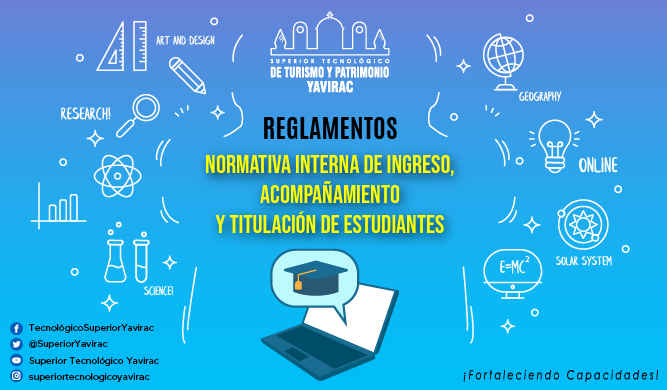 ART AND DESIGN
SUPERIOR TECNOLÓGICO
DE TURISMO Y PATRIMONIO
YAVIRAC
GEOGRAPHY
RESEARCH!
REGLAMENTOS
NORMATIVA INTERNA DE INGRESO,
ACOMPAÑAMIENTO
Y TITULACIÓN DE ESTUDIANTES
ONLINE
SOLAR SYSTEM
E=MC²
SCIENCE!
TecnológicoSuperiorYavirac
@SuperiorYavirac
Superior Tecnológico Yavirac
superiortecnologicoyavirac
¡Fortaleciendo Capacidades!